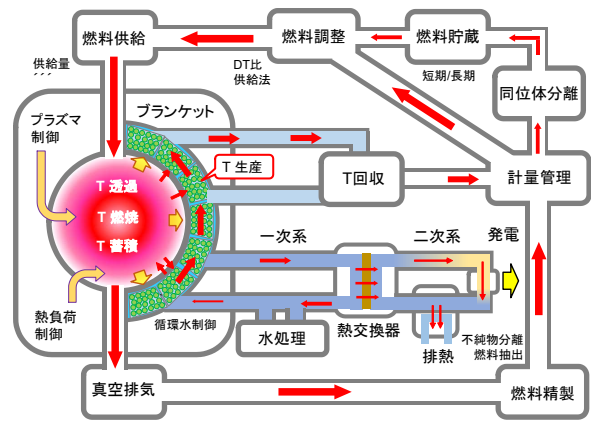 燃料供給
燃料調整
燃料貯蔵
供給量
DT比
供給法
短期/長期
同位体分離
プラズマ
制御
ブランケット
T 生産
T 透過
T 燃焼
T 蓄積
T回収
計量管理
一次系
二次系
発電
熱負荷
制御
循環水制御
水処理
熱交換器
排熱
不純物分離
燃料抽出
真空排気
燃料精製